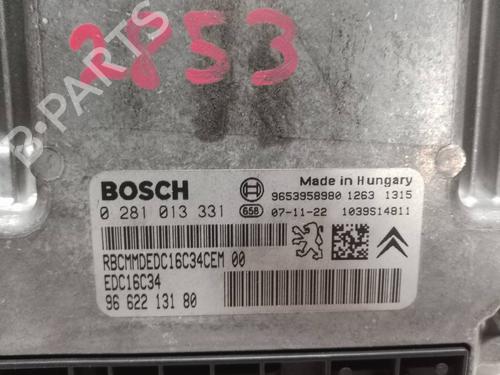 2853
B-PARTS
BOSCH
Made in Hungary
9653958980 1263 1315
0 281 013 331
658 07-11-22 1039S14811
RBCMMDEDC16C34CEM 00
EDC16C34
96 622 131 80